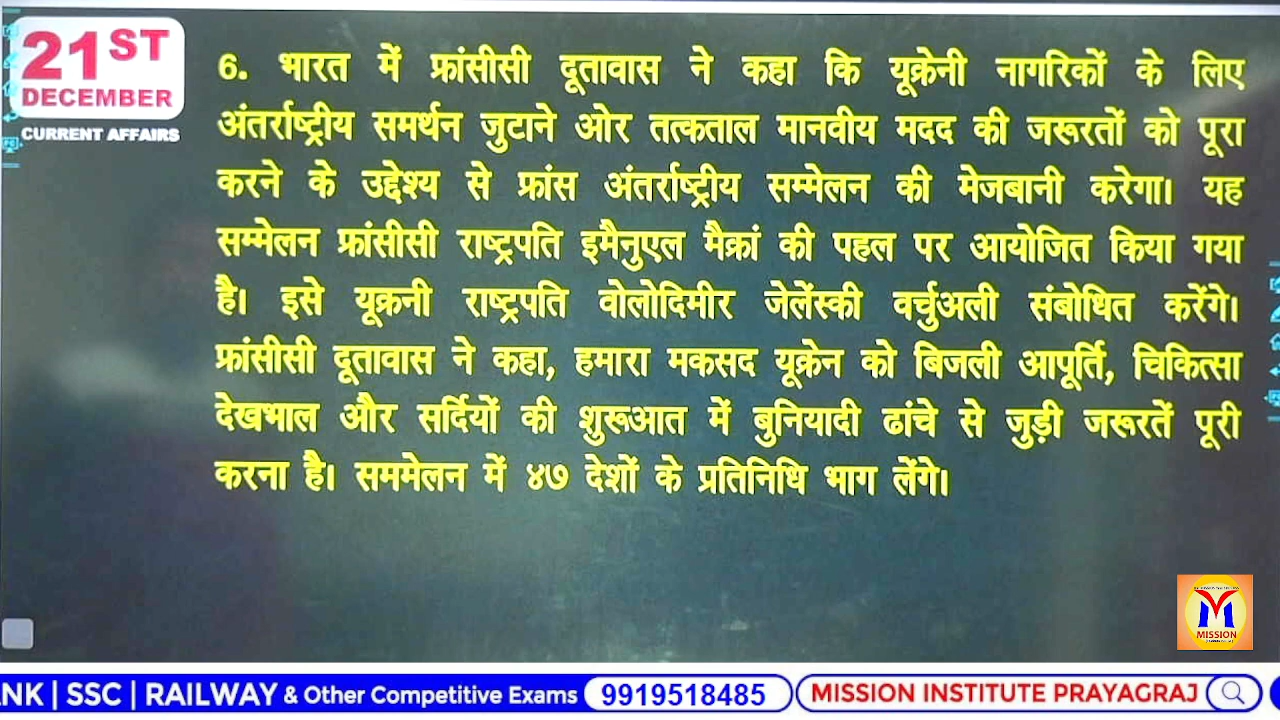 21ST
DECEMBER
CURRENT AFFAIRS
6. भारत में फ्रांसीसी दूतावास ने कहा कि यूक्रेनी नागरिकों के लिए
अंतर्राष्ट्रीय समर्थन जुटाने ओर तत्कताल मानवीय मदद की जरूरतों को पूरा
करने के उद्देश्य से फ्रांस अंतर्राष्ट्रीय सम्मेलन की मेजबानी करेगा। यह
सम्मेलन फ्रांसीसी राष्ट्रपति इमैनुएल मैक्रां की पहल पर आयोजित किया गया
है। इसे यूक्रनी राष्ट्रपति वोलोदिमीर जेलेंस्की वर्चुअली संबोधित करेंगे।
फ्रांसीसी दूतावास ने कहा, हमारा मकसद यूक्रेन को बिजली आपूर्ति, चिकित्सा
देखभाल और सर्दियों की शुरूआत में बुनियादी ढांचे से जुड़ी जरूरतें पूरी
करना है। सममेलन में ४७ देशों के प्रतिनिधि भाग लेंगे।
MISSION
ANK | SSC | RAILWAY & Other Competitive Exams 9919518485 MISSION INSTITUTE PRAYAGRAJ